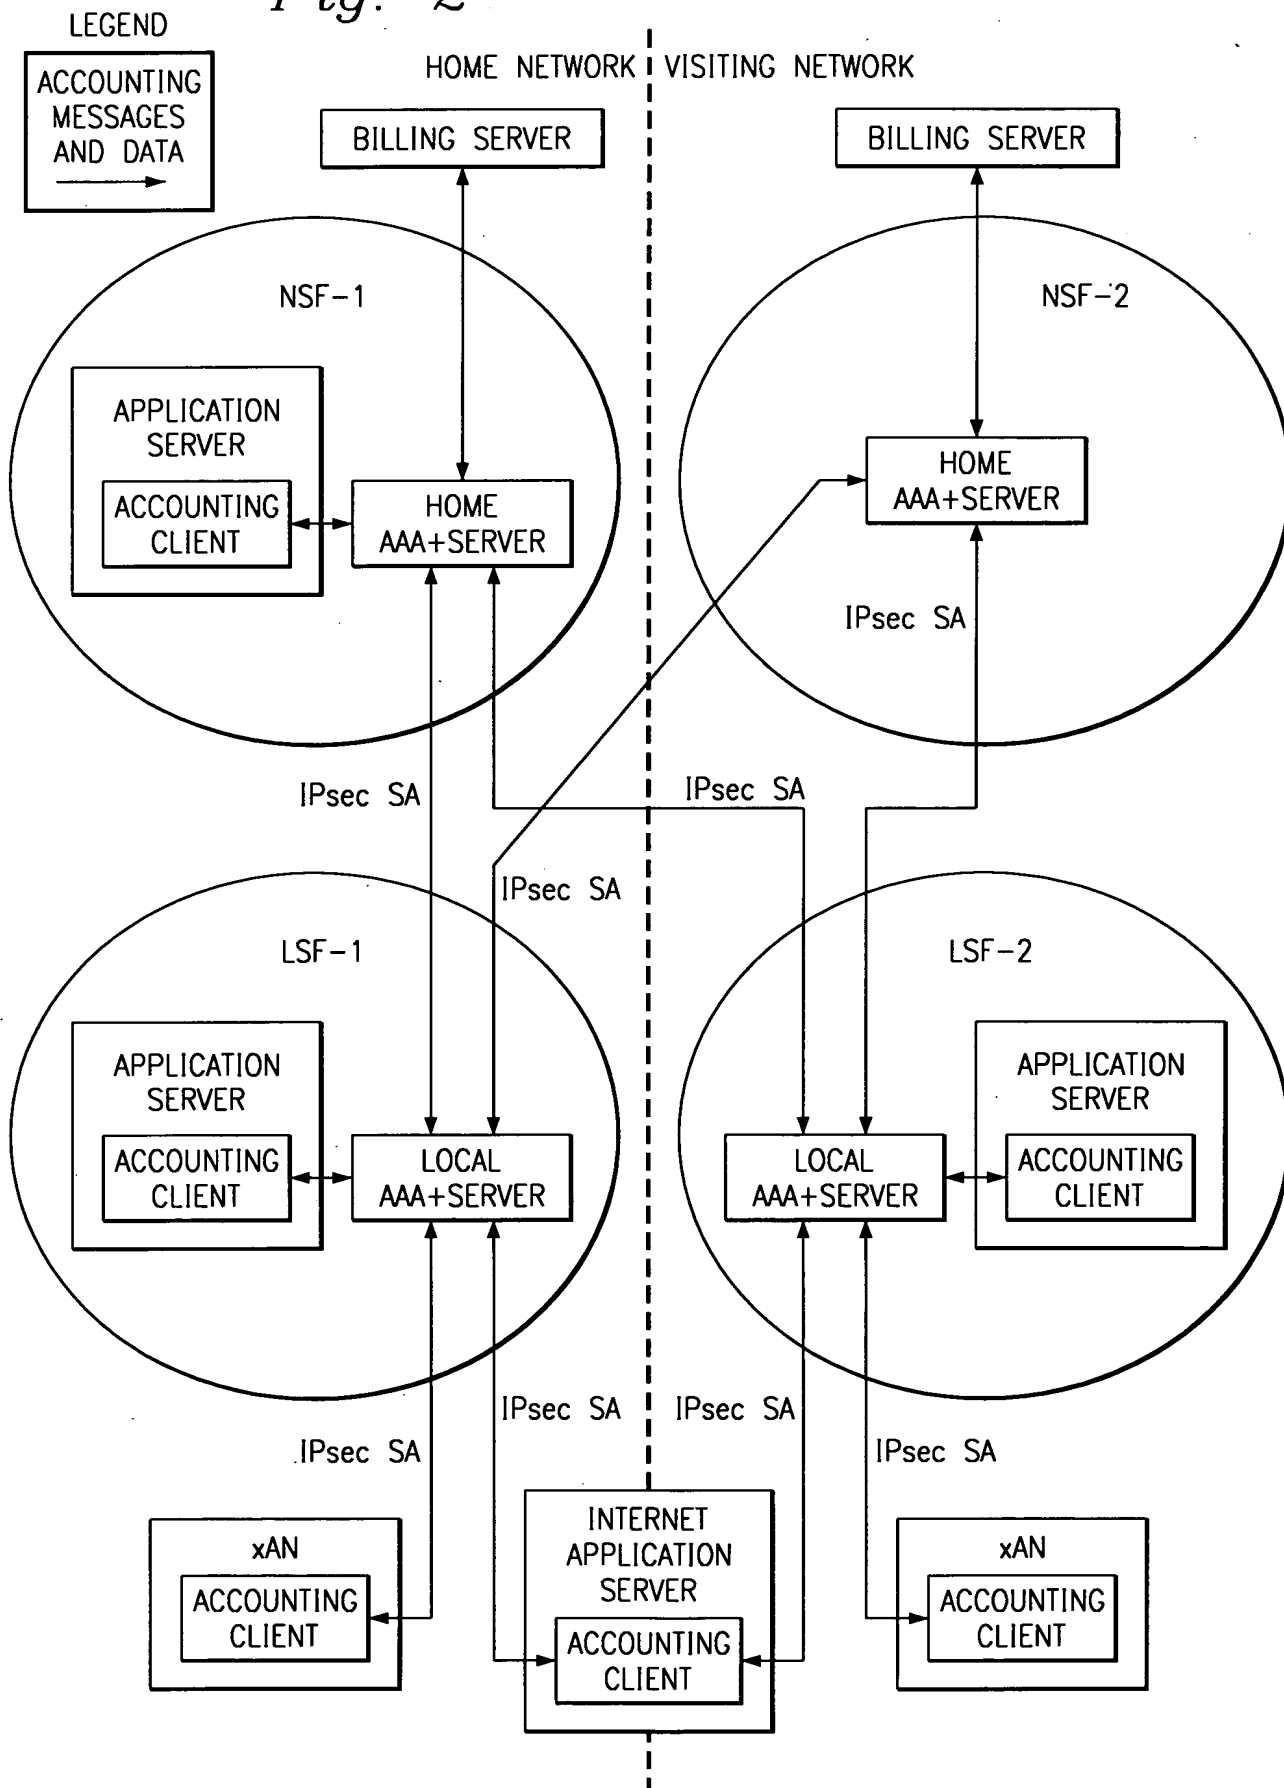 Fig. 2
LEGEND
ACCOUNTING
MESSAGES
AND DATA
HOME NETWORK
VISITING NETWORK
BILLING SERVER
BILLING SERVER
NSF-1
APPLICATION
SERVER
ACCOUNTING
CLIENT
HOME
AAA+SERVER
NSF-2
HOME
AAA+SERVER
IPsec SA
IPsec SA
IPsec SA
IPsec SA
LSF-1
APPLICATION
SERVER
ACCOUNTING
CLIENT
LOCAL
AAA+SERVER
LSF-2
LOCAL
AAA+SERVER
APPLICATION
SERVER
ACCOUNTING
CLIENT
IPsec SA
IPsec SA
IPsec SA
IPsec SA
xAN
ACCOUNTING
CLIENT
INTERNET
APPLICATION
SERVER
ACCOUNTING
CLIENT
xAN
ACCOUNTING
CLIENT